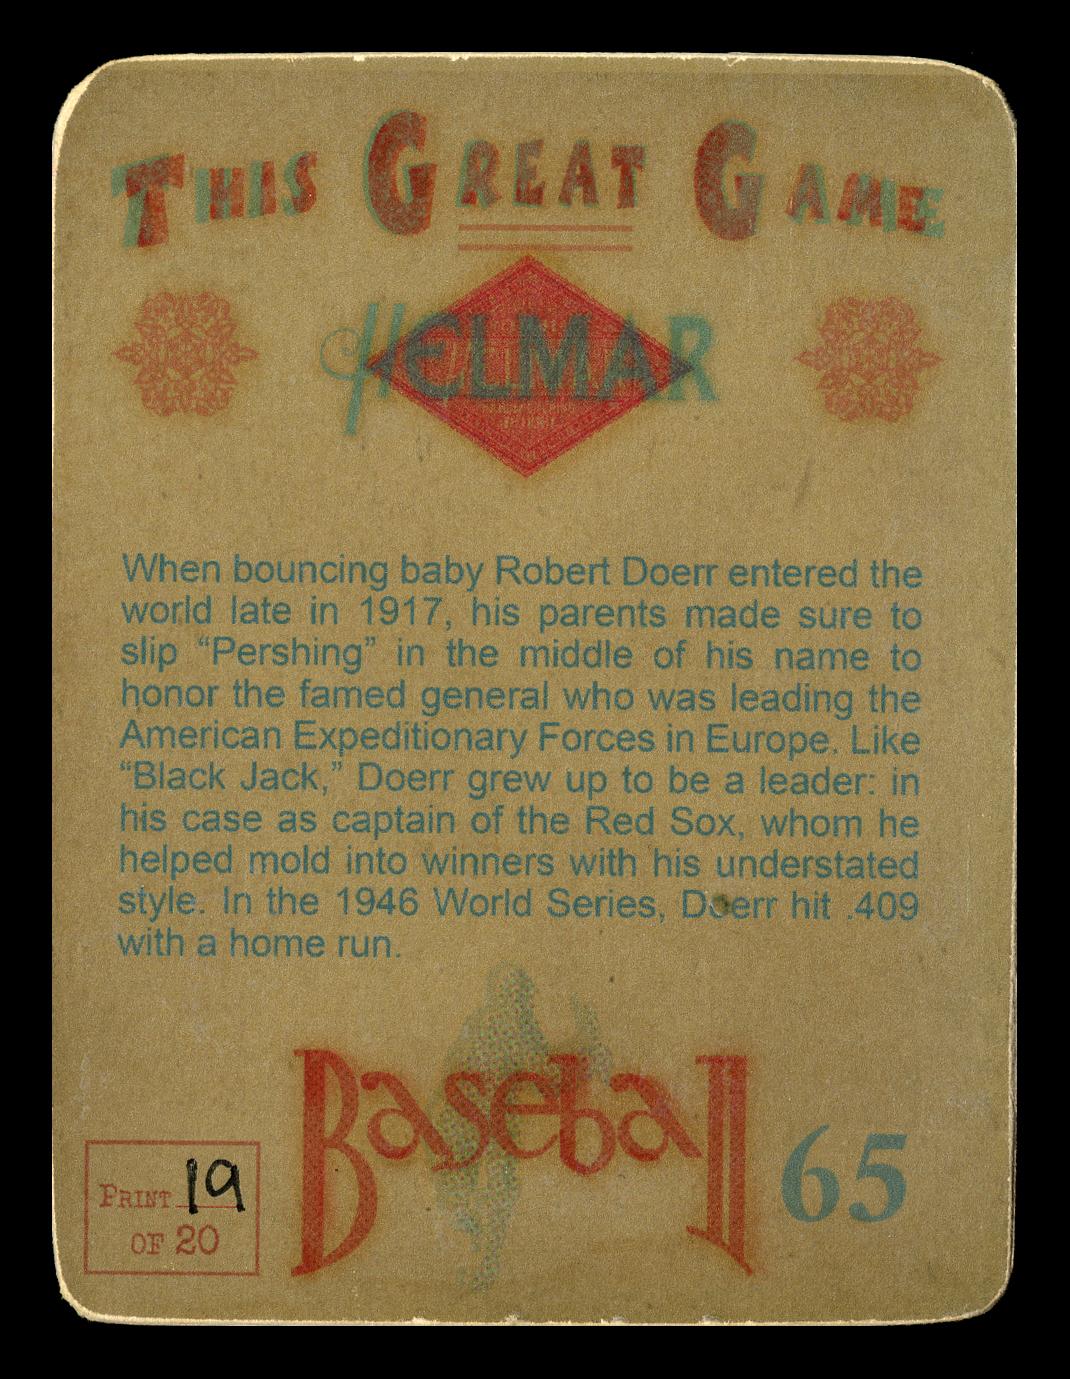 THIS GREAT GAME
HELMAR
When bouncing baby Robert Doerr entered the
world late in 1917, his parents made sure to
slip “Pershing” in the middle of his name to
honor the famed general who was leading the
American Expeditionary Forces in Europe. Like
“Black Jack,” Doerr grew up to be a leader: in
his case as captain of the Red Sox, whom he
helped mold into winners with his understated
style. In the 1946 World Series, Doerr hit .409
with a home run.
Baseball
65
PRINT 19
OF 20